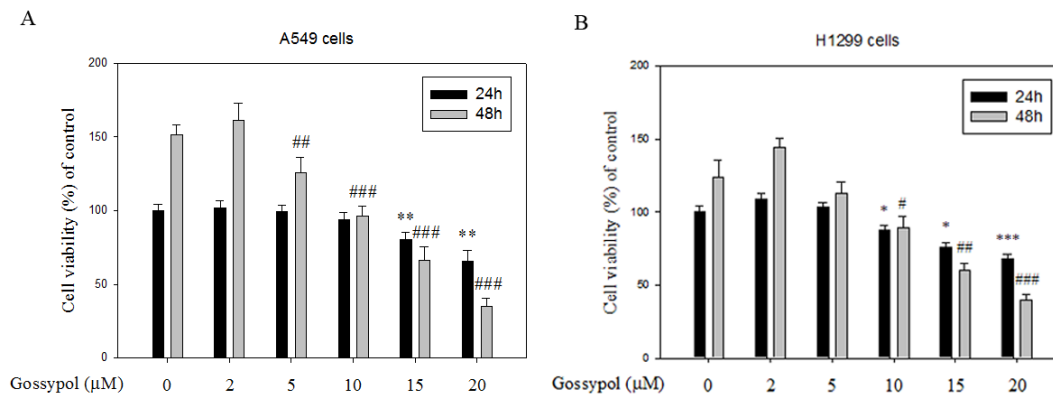 A
A549 cells
200
150
100
50
0
Cell viability (%) of control
24h
48h
##
###
**
###
**
###
Gossypol (µM) 0 2 5 10 15 20
B
H1299 cells
200
150
100
50
0
Cell viability (%) of control
24h
48h
*
#
*
##
***
###
Gossypol (µM) 0 2 5 10 15 20